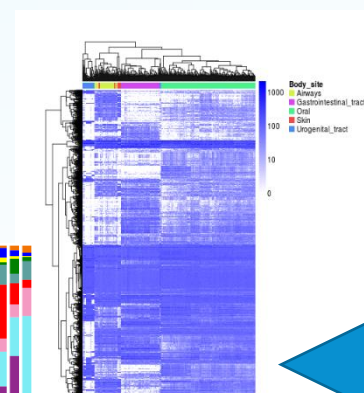 1000
100
10
0
Body_site
Airways
Gastrointestinal_tract
Oral
Skin
Urogenital_tract